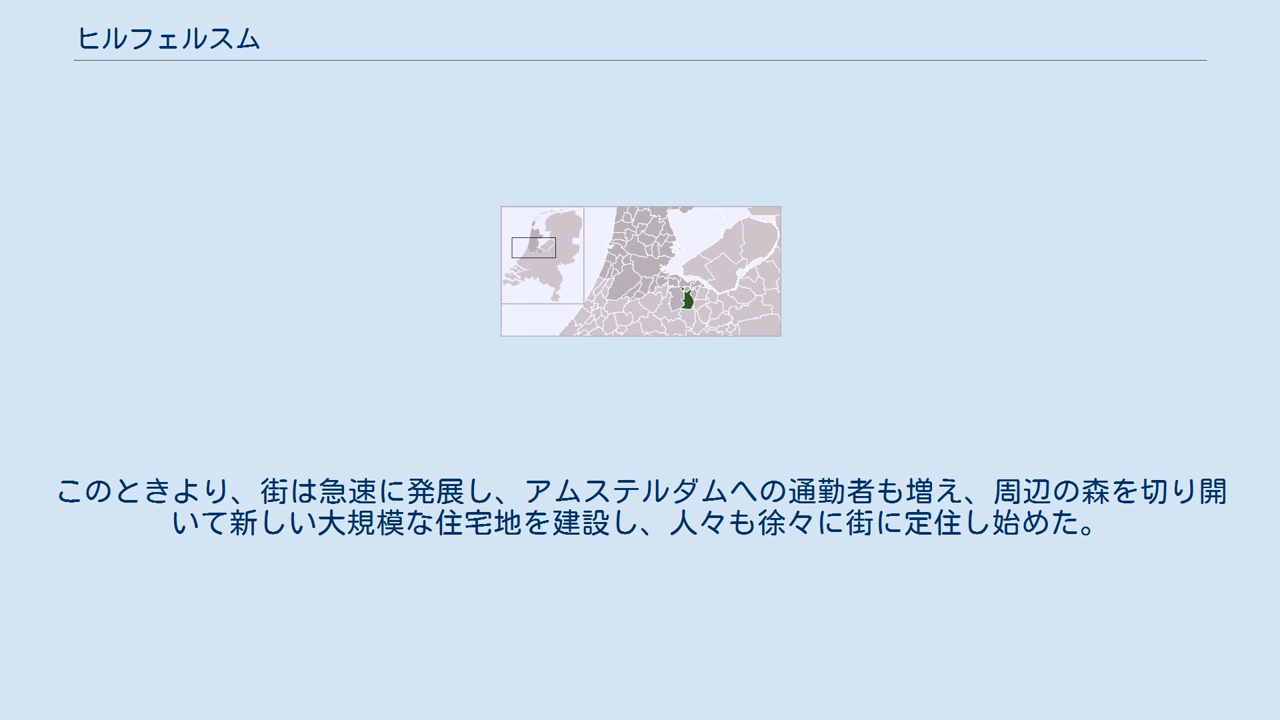 ヒルフェルスム
このときより、街は急速に発展し、アムステルダムへの通勤者も増え、周辺の森を切り開
いて新しい大規模な住宅地を建設し、人々も徐々に街に定住し始めた。